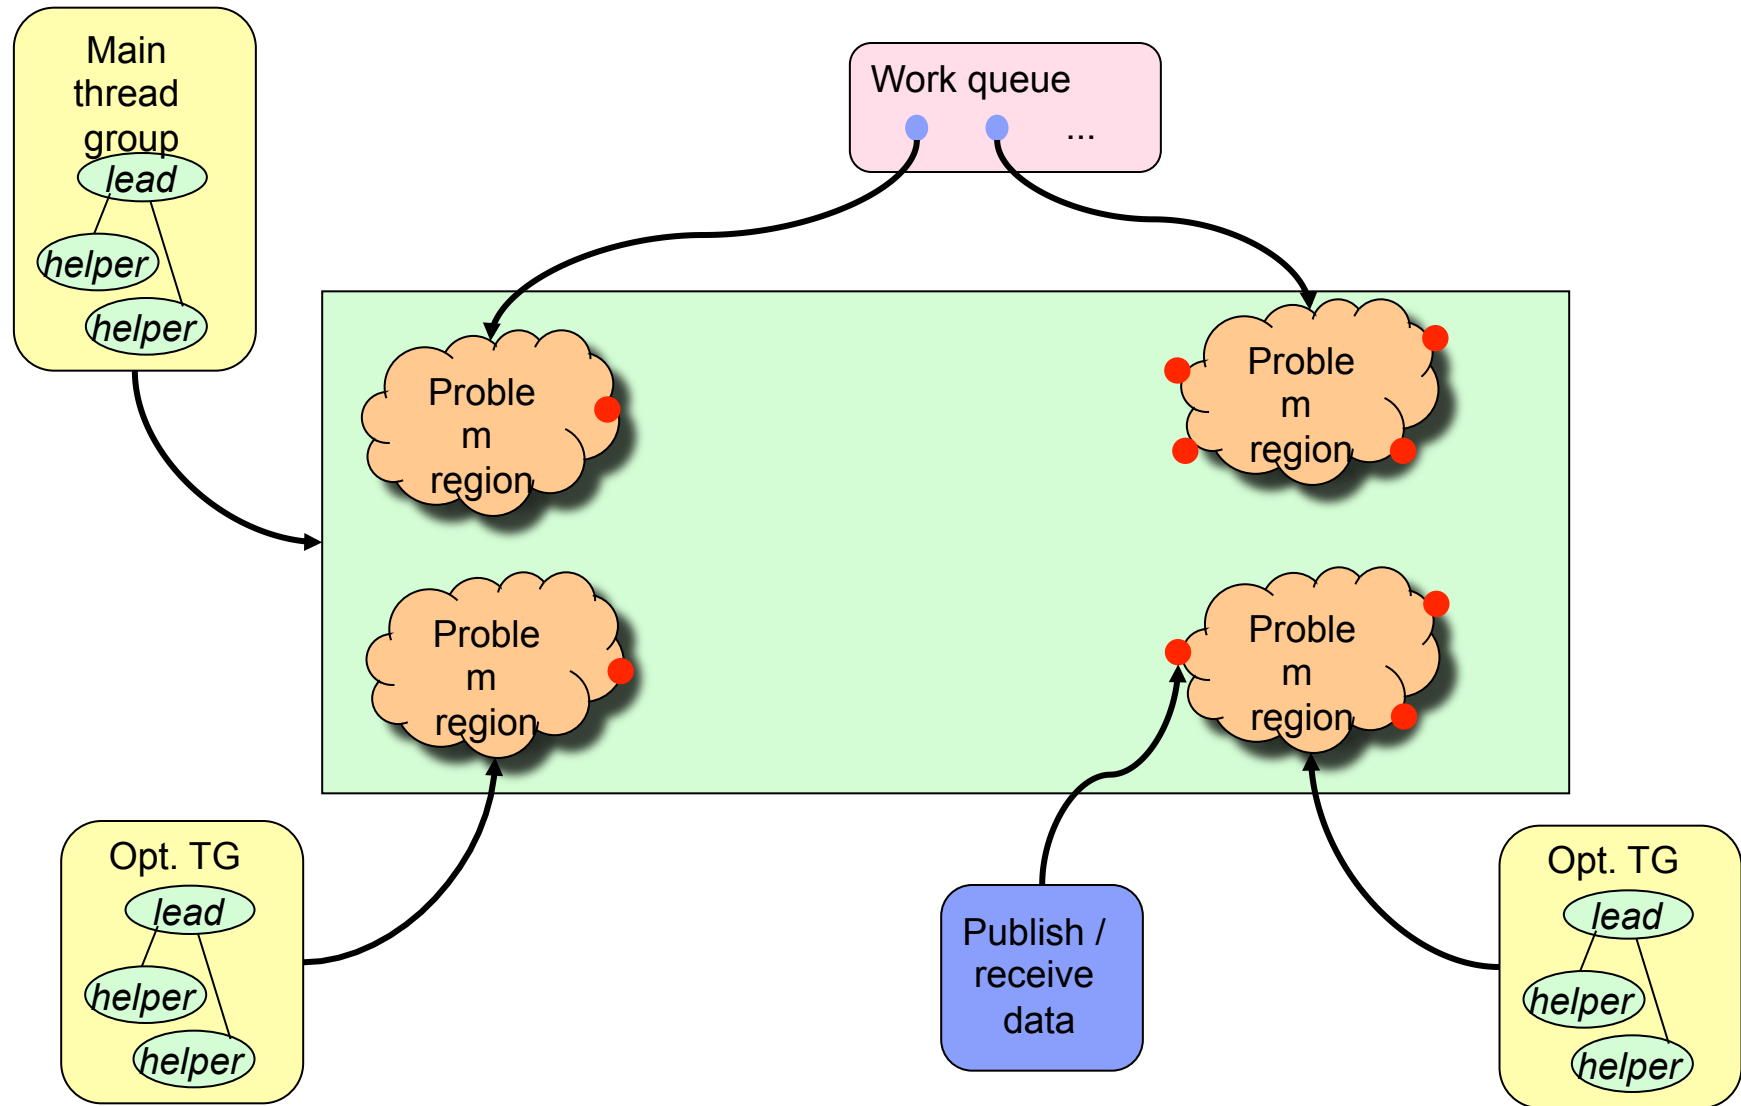 Main
thread
group
lead
helper
helper
Work queue
...
Proble
m
region
Proble
m
region
Proble
m
region
Proble
m
region
Opt. TG
lead
helper
helper
Publish /
receive
data
Opt. TG
lead
helper
helper